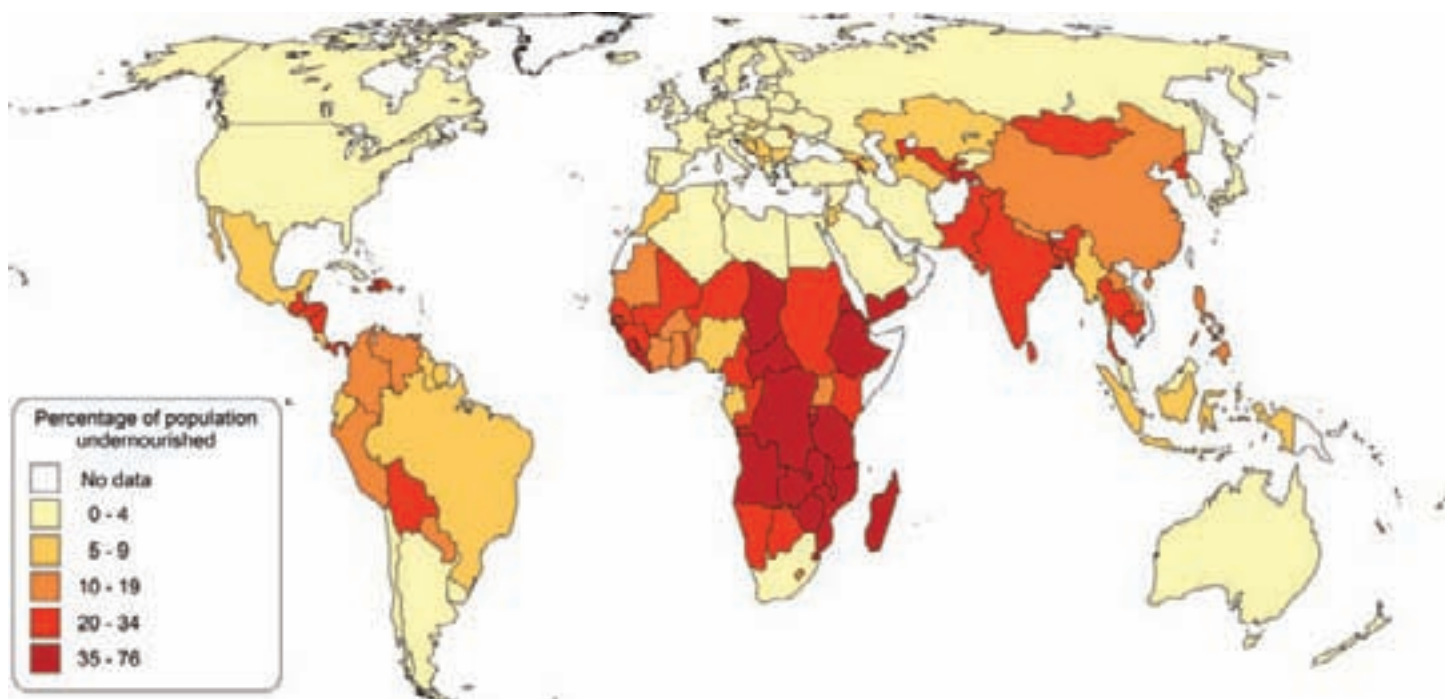 Percentage of population
undernourished
No data
0 - 4
5 - 9
10 - 19
20 - 34
35 - 76